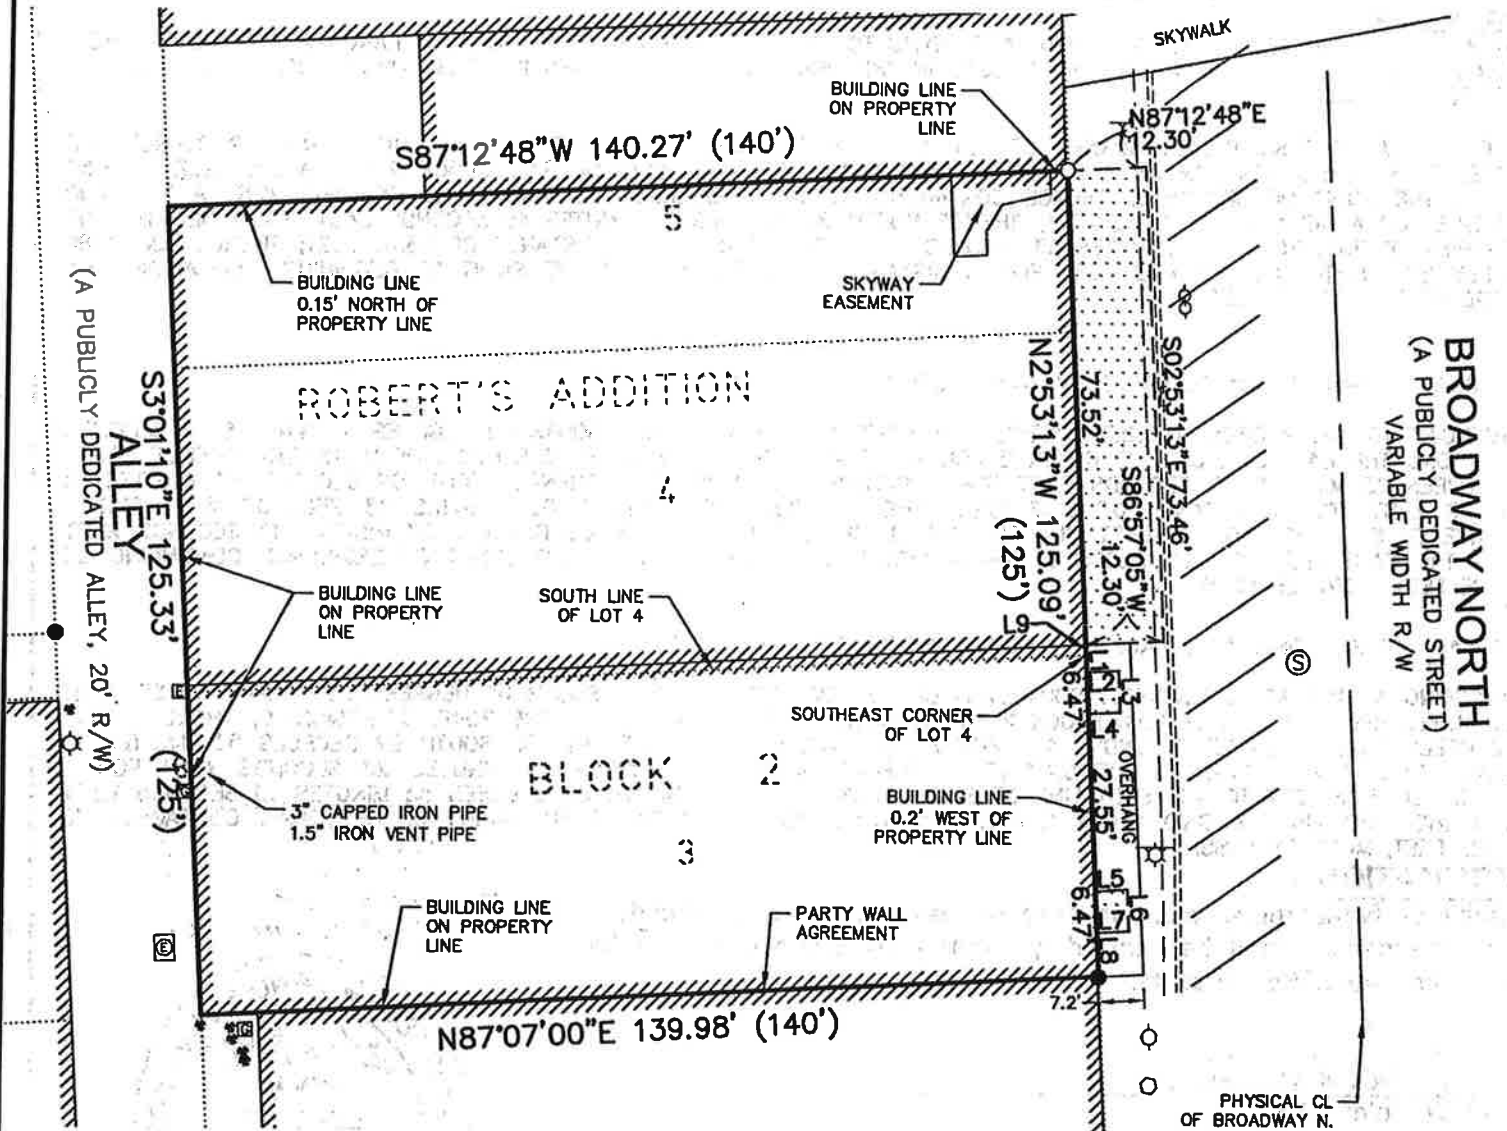 SKYWALK
BUILDING LINE
ON PROPERTY
LINE
N87°12'48"E
12.30'
S87°12'48"W 140.27' (140')
5
BUILDING LINE
0.15' NORTH OF
PROPERTY LINE
SKYWAY
EASEMENT
BROADWAY NORTH
(A PUBLICLY DEDICATED STREET)
VARIABLE WIDTH R/W
ROBERT'S ADDITION
4
N2°53'13"W 125.09'
(125')
73.52'
S02°53'13"E 73.46'
S86°57'05"W
12.30'
S3°01'10"E 125.33'
(125')
ALLEY
(A PUBLICLY DEDICATED ALLEY, 20' R/W)
BUILDING LINE
ON PROPERTY
LINE
SOUTH LINE
OF LOT 4
L9
L1
L2
L3
6.47'
L4
S
E
SOUTHEAST CORNER
OF LOT 4
BLOCK 2
OVERHANG
27.55'
BUILDING LINE
0.2' WEST OF
PROPERTY LINE
3" CAPPED IRON PIPE
1.5" IRON VENT PIPE
3
L5
L6
6.47'
L7
L8
BUILDING LINE
ON PROPERTY
LINE
PARTY WALL
AGREEMENT
E
7.2'
G
N87°07'00"E 139.98' (140')
PHYSICAL CL
OF BROADWAY N.